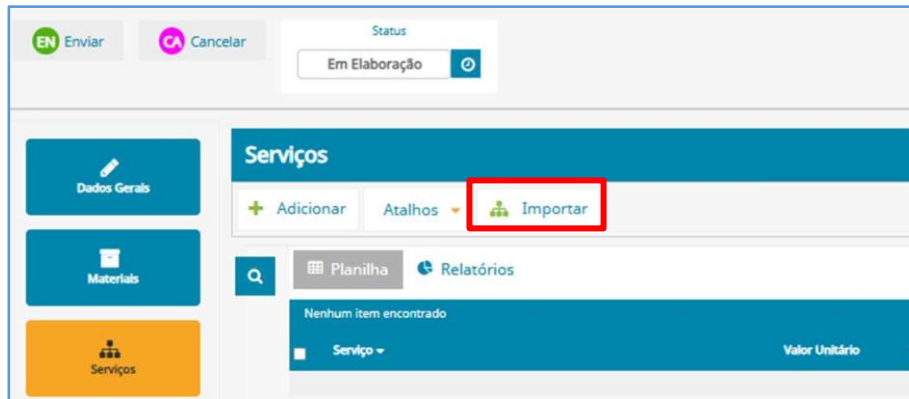 EN Enviar
CA Cancelar
Status
Em Elaboração
Dados Gerais
Materiais
Serviços
Serviços
Adicionar
Atalhos
Importar
Planilha
Relatórios
Nenhum item encontrado
Serviço
Valor Unitário